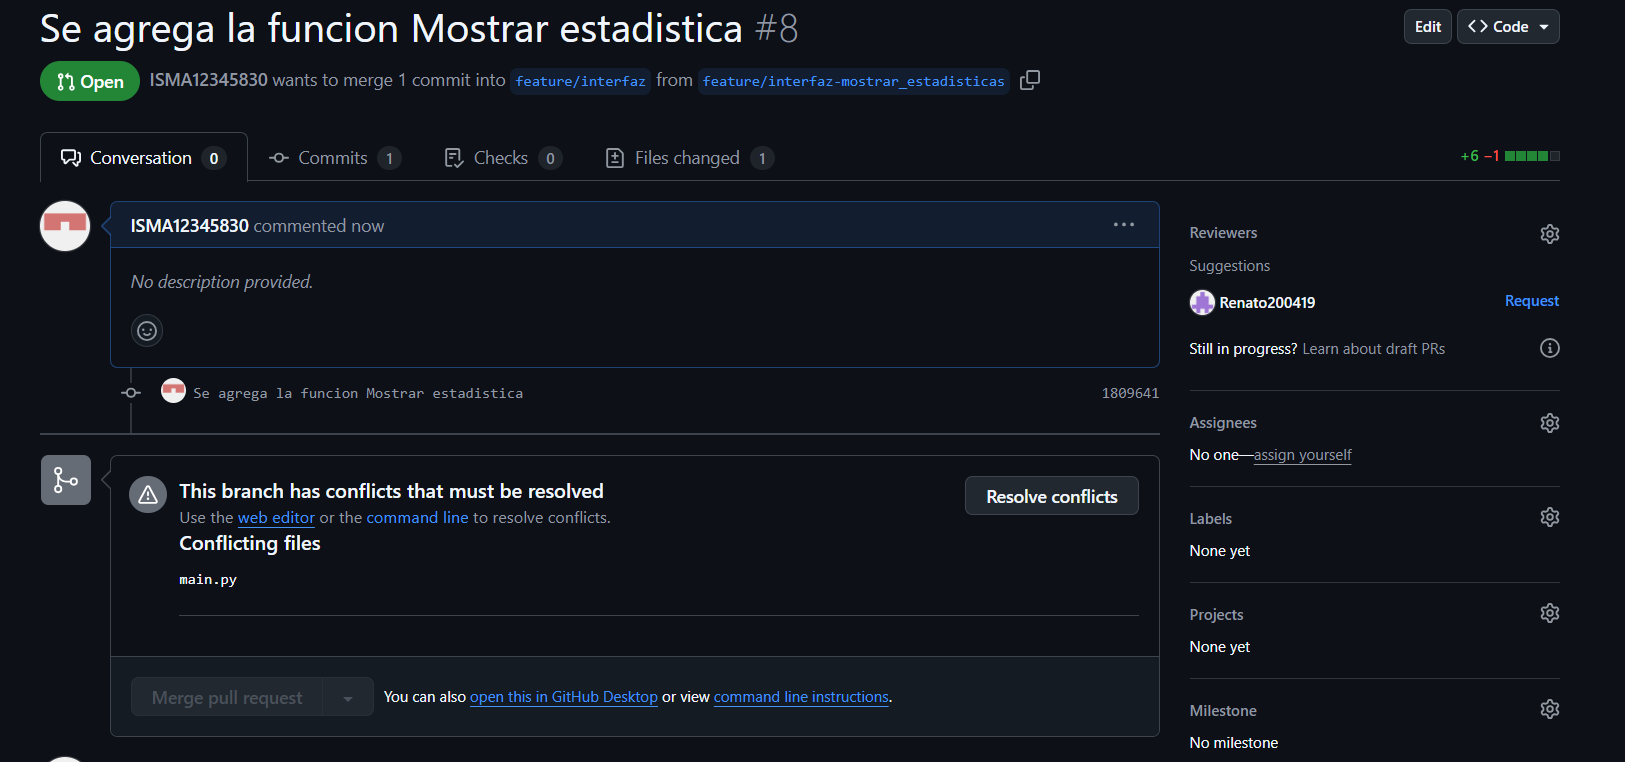 Se agrega la funcion Mostrar estadistica #8
Edit
Code
Open
ISMA12345830 wants to merge 1 commit into feature/interfaz from feature/interfaz-mostrar_estadisticas
Conversation 0
Commits 1
Checks 0
Files changed 1
+6 −1
ISMA12345830 commented now
No description provided.
Se agrega la funcion Mostrar estadistica
1809641
This branch has conflicts that must be resolved
Use the web editor or the command line to resolve conflicts.
Conflicting files
main.py
Resolve conflicts
Merge pull request
You can also open this in GitHub Desktop or view command line instructions.
Reviewers
Suggestions
Renato200419
Request
Still in progress? Learn about draft PRs
Assignees
No one—assign yourself
Labels
None yet
Projects
None yet
Milestone
No milestone